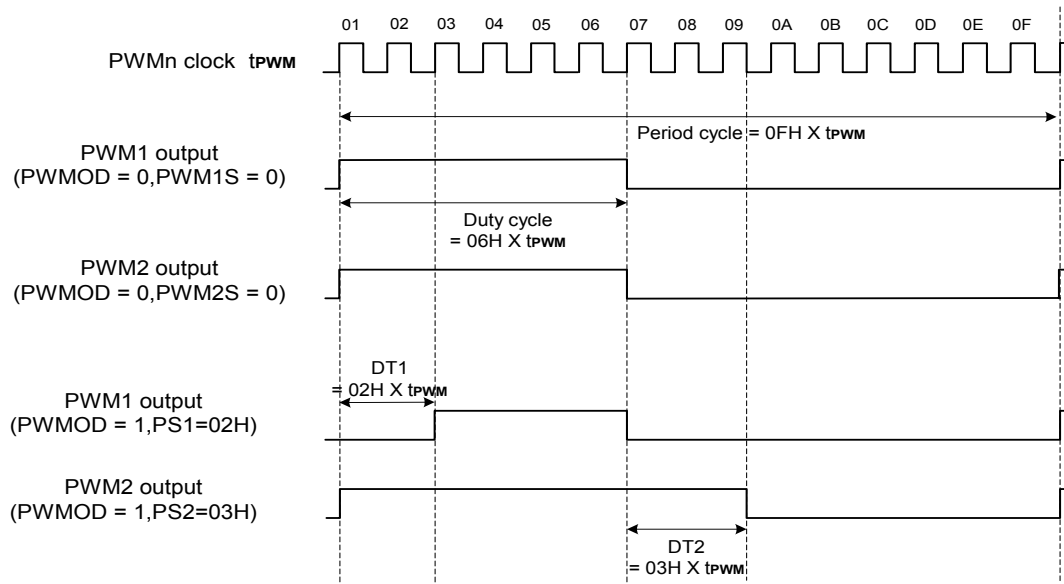 01 02 03 04 05 06 07 08 09 0A 0B 0C 0D 0E 0F
PWMn clock tPWM
Period cycle = 0FH X tPWM
PWM1 output
(PWMOD = 0,PWM1S = 0)
Duty cycle
= 06H X tPWM
PWM2 output
(PWMOD = 0,PWM2S = 0)
DT1
= 02H X tPWM
PWM1 output
(PWMOD = 1,PS1=02H)
PWM2 output
(PWMOD = 1,PS2=03H)
DT2
= 03H X tPWM